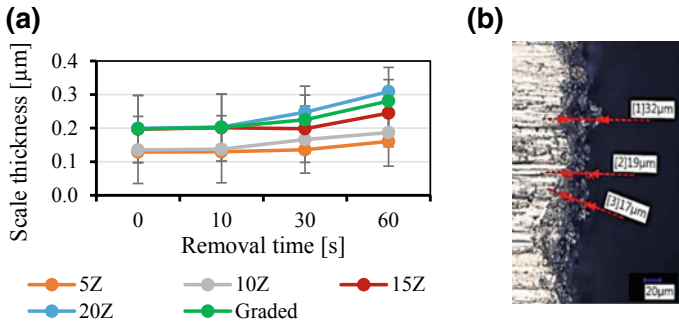 (a)
Scale thickness [µm]
0.4
0.3
0.2
0.1
0.0
0 10 30 60
Removal time [s]
5Z 10Z 15Z
20Z Graded
(b)
[1]32µm
[2]19µm
[3]17µm
20µm